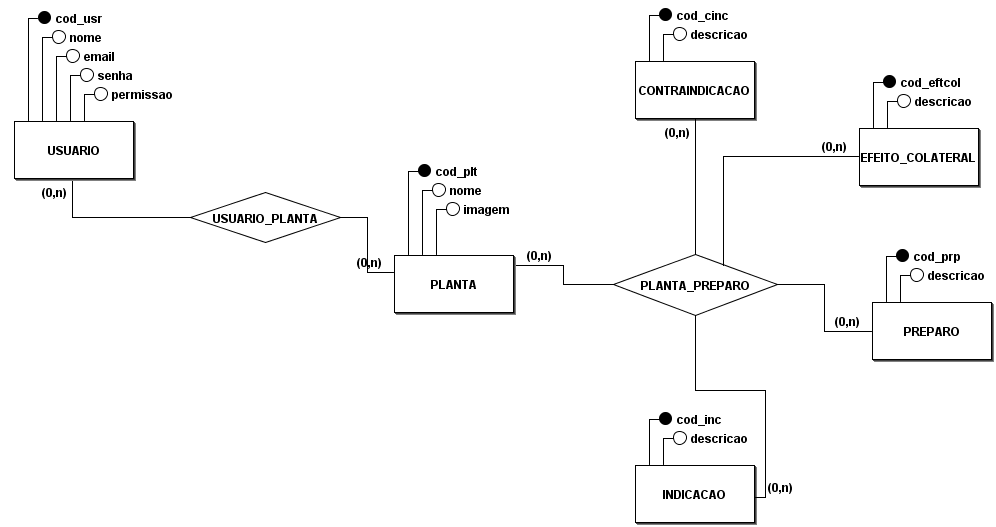 cod_usr
nome
email
senha
permissao
USUARIO
(0,n)
USUARIO_PLANTA
(0,n)
cod_plt
nome
imagem
PLANTA
(0,n)
PLANTA_PREPARO
cod_cinc
descricao
CONTRAINDICACAO
(0,n)
cod_eftcol
descricao
EFEITO_COLATERAL
(0,n)
cod_prp
descricao
PREPARO
(0,n)
cod_inc
descricao
INDICACAO
(0,n)